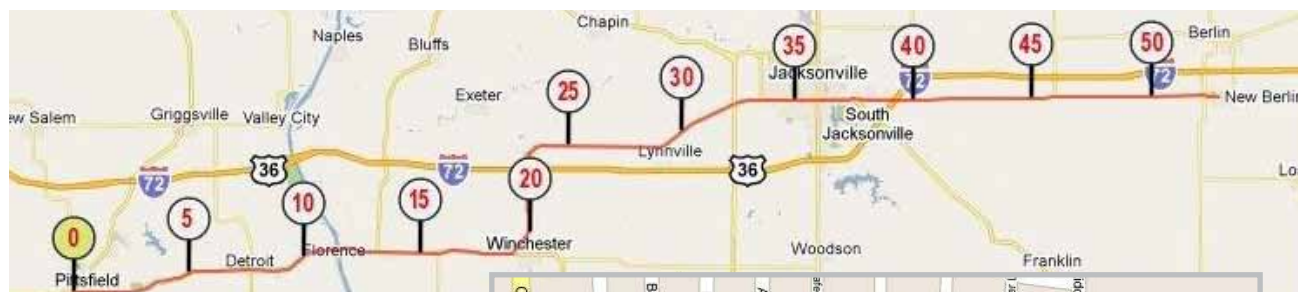 Chapin
Naples
Bluffs
35
40
45
50
Berlin
30
Jacksonville
72
72
25
Exeter
New Berlin
ew Salem
Griggsville
Valley City
South
Jacksonville
Lynnville
36
72
72
36
20
Lo
10
15
5
0
Detroit
Florence
Winchester
Woodson
Franklin
Pittsfield